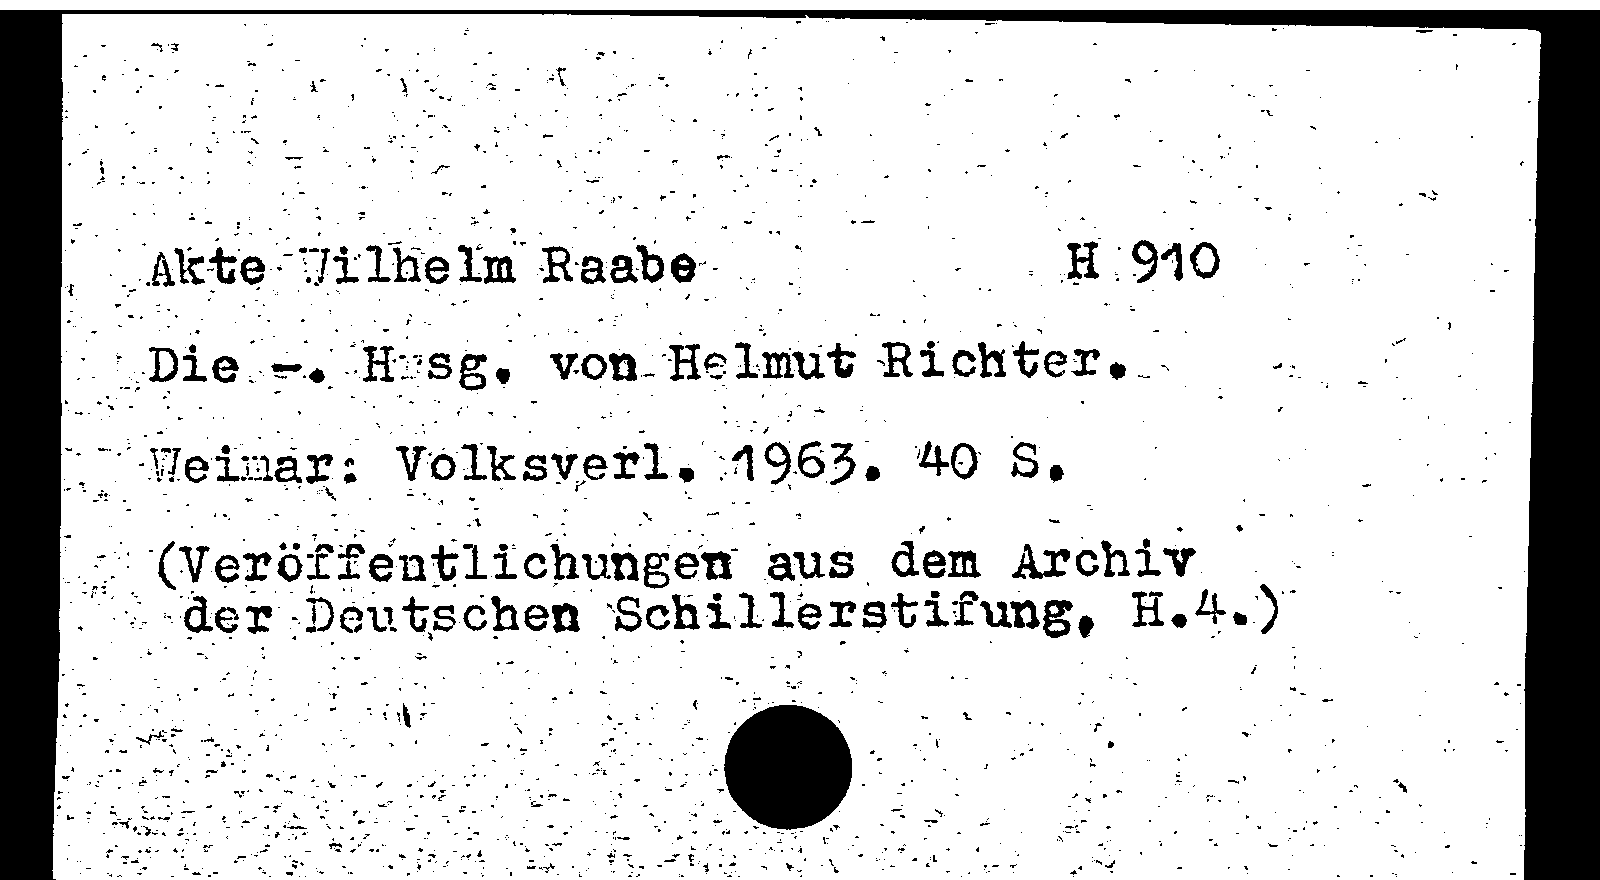 Akte Wilhelm Raabe H 910
Die -. Hrsg. von Helmut Richter.
Weimar: Volksverl. 1963. 40 S.
(Veröffentlichungen aus dem Archiv
der Deutschen Schillerstifung, H.4.)